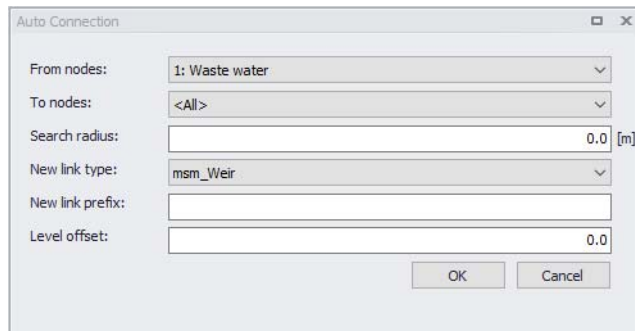 Auto Connection
From nodes: 1: Waste water
To nodes: <All>
Search radius: 0.0 [m]
New link type: msm_Weir
New link prefix:
Level offset: 0.0
OK Cancel